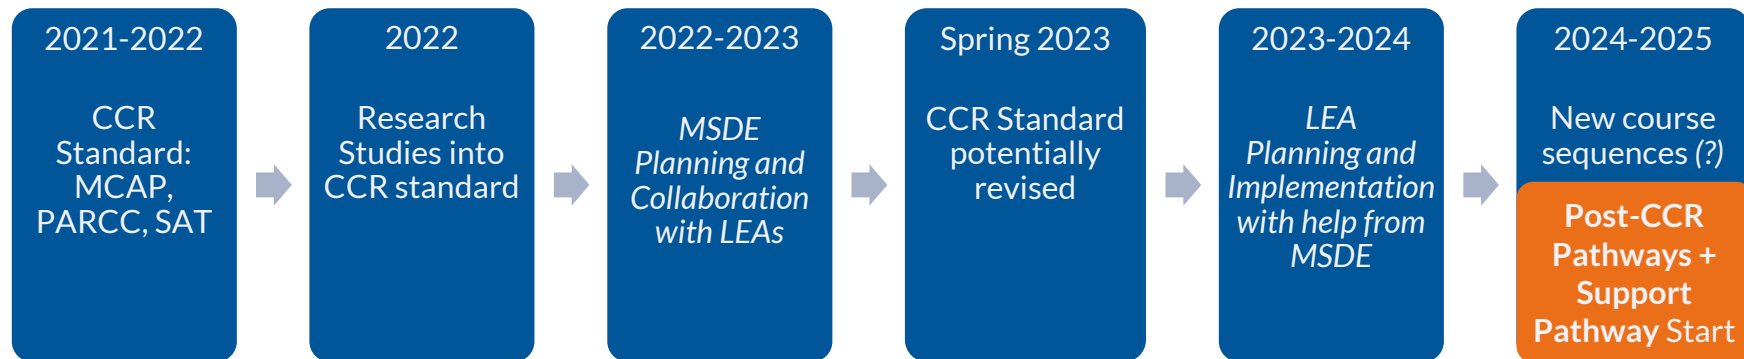 2021-2022
CCR
Standard:
MCAP,
PARCC, SAT
2022
Research
Studies into
CCR standard
2022-2023
MSDE
Planning and
Collaboration
with LEAs
Spring 2023
CCR Standard
potentially
revised
2023-2024
LEA
Planning and
Implementation
with help from
MSDE
2024-2025
New course
sequences (?)
Post-CCR
Pathways +
Support
Pathway Start